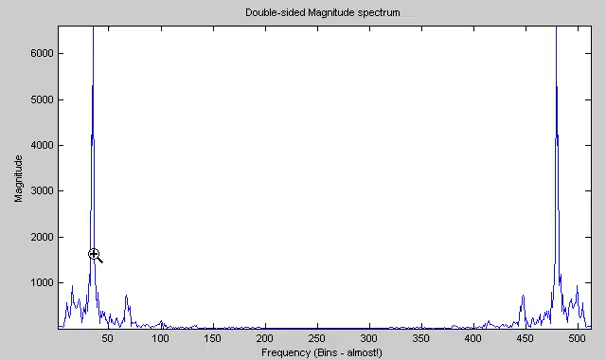 Double-sided Magnitude spectrum
6000
5000
4000
3000
2000
1000
Magnitude
50 100 150 200 250 300 350 400 450 500
Frequency (Bins - almost!)